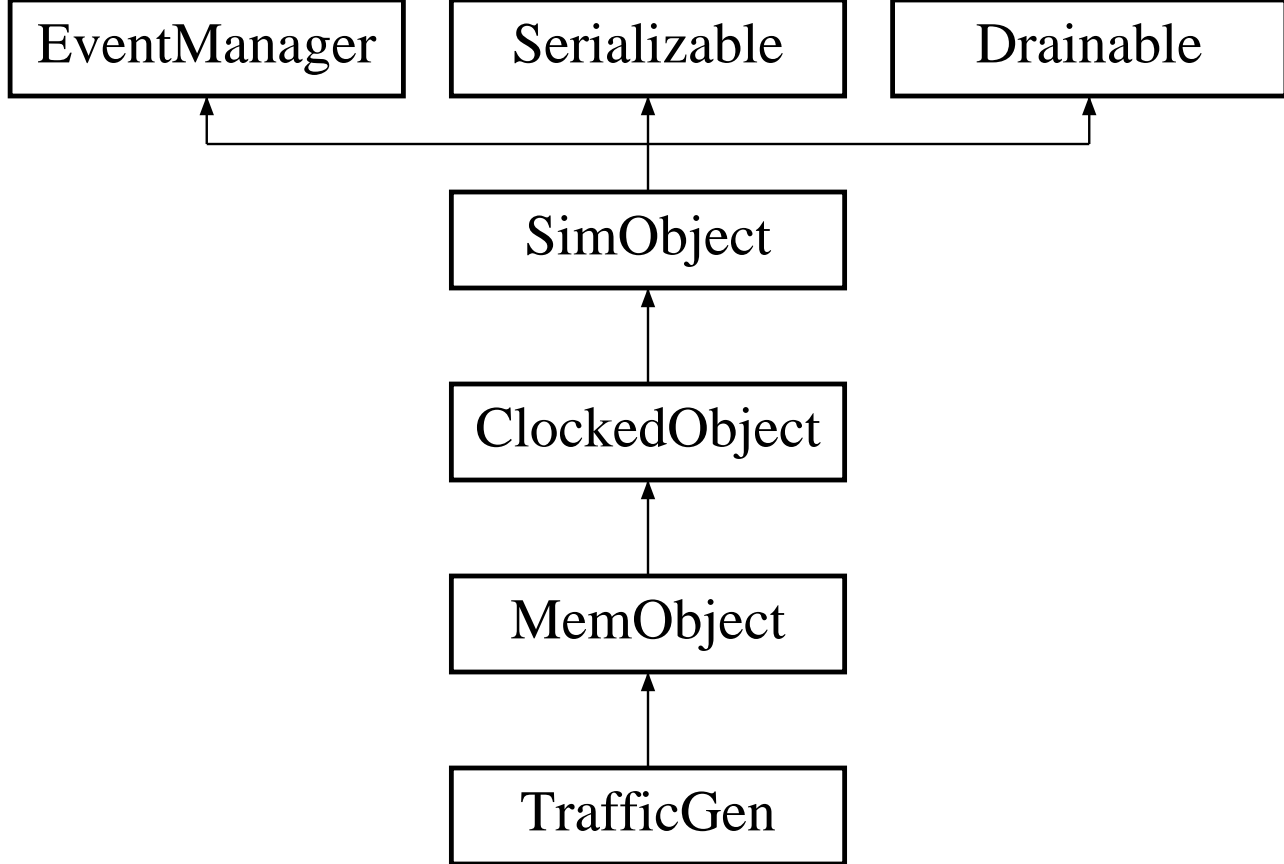 EventManager
Serializable
Drainable
SimObject
ClockedObject
MemObject
TrafficGen